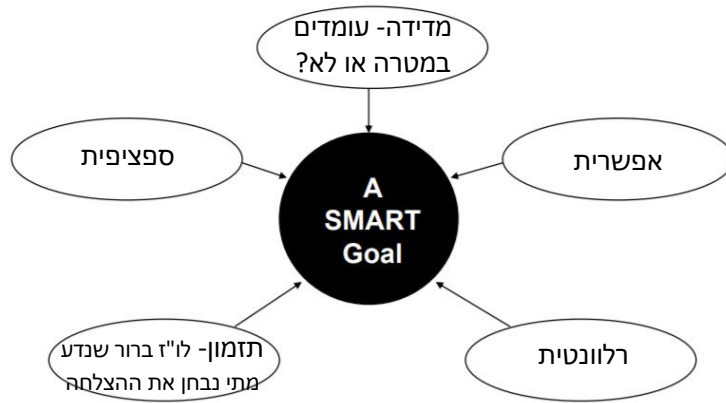 מדידה- עומדים
במטרה או לא?
ספציפית
אפשרית
A
SMART
Goal
תזמון- לו"ז ברור שנדע
מתי נבחן את ההצלחה
רלוונטית